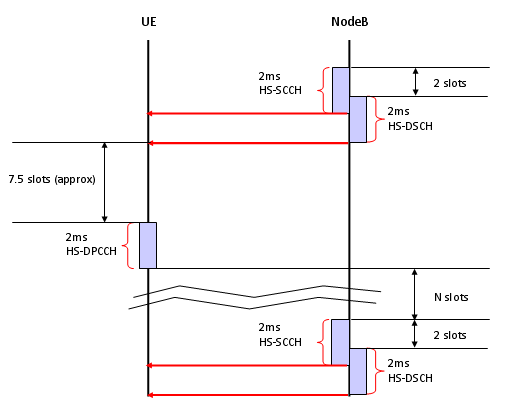 UE
NodeB
2ms
HS-SCCH
2 slots
2ms
HS-DSCH
7.5 slots (approx)
2ms
HS-DPCCH
N slots
2ms
HS-SCCH
2 slots
2ms
HS-DSCH